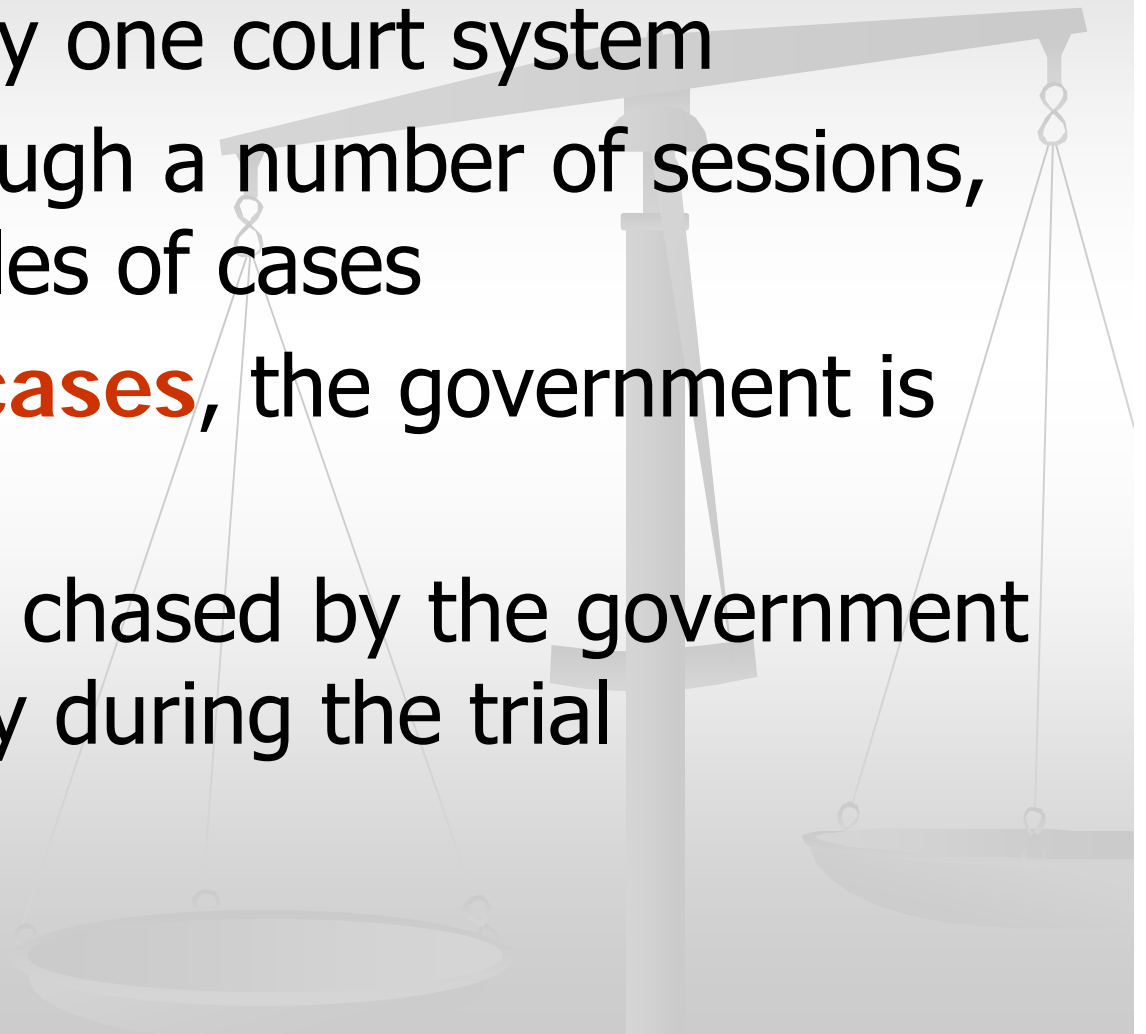 y one court system
ugh a number of sessions,
les of cases
cases, the government is
chased by the government
y during the trial